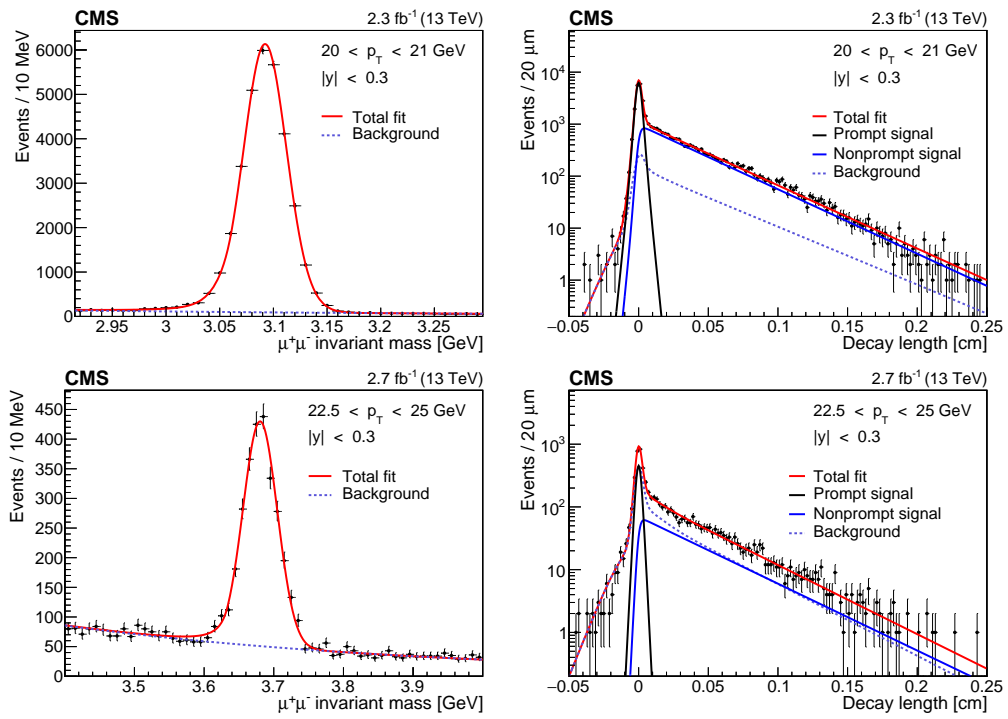 CMS 2.3 fb⁻¹ (13 TeV)
20 < p_T < 21 GeV
|y| < 0.3
Total fit
Background
Events / 10 MeV
6000
5000
4000
3000
2000
1000
0
2.95 3 3.05 3.1 3.15 3.2 3.25
μ⁺μ⁻ invariant mass [GeV]
CMS 2.3 fb⁻¹ (13 TeV)
20 < p_T < 21 GeV
|y| < 0.3
Total fit
Prompt signal
Nonprompt signal
Background
Events / 20 μm
10⁴
10³
10²
10
1
−0.05 0 0.05 0.1 0.15 0.2 0.25
Decay length [cm]
CMS 2.7 fb⁻¹ (13 TeV)
22.5 < p_T < 25 GeV
|y| < 0.3
Total fit
Background
Events / 10 MeV
450
400
350
300
250
200
150
100
50
0
3.5 3.6 3.7 3.8 3.9
μ⁺μ⁻ invariant mass [GeV]
CMS 2.7 fb⁻¹ (13 TeV)
22.5 < p_T < 25 GeV
|y| < 0.3
Total fit
Prompt signal
Nonprompt signal
Background
Events / 20 μm
10³
10²
10
1
−0.05 0 0.05 0.1 0.15 0.2 0.25
Decay length [cm]